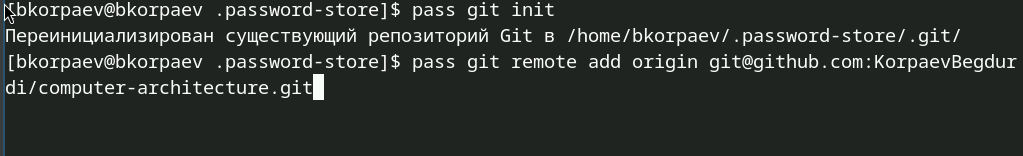 [bkorpaev@bkorpaev .password-store]$ pass git init
Переинициализирован существующий репозиторий Git в /home/bkorpaev/.password-store/.git/
[bkorpaev@bkorpaev .password-store]$ pass git remote add origin git@github.com:KorpaevBegdur
di/computer-architecture.git